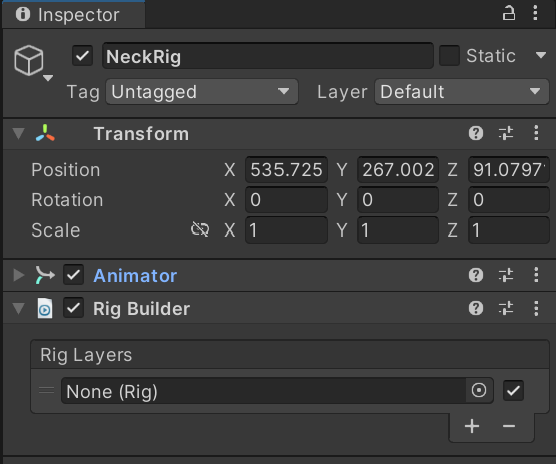 Inspector
NeckRig Static
Tag Untagged Layer Default
Transform
Position X 535.725 Y 267.002 Z 91.0797
Rotation X 0 Y 0 Z 0
Scale X 1 Y 1 Z 1
Animator
Rig Builder
Rig Layers
None (Rig)